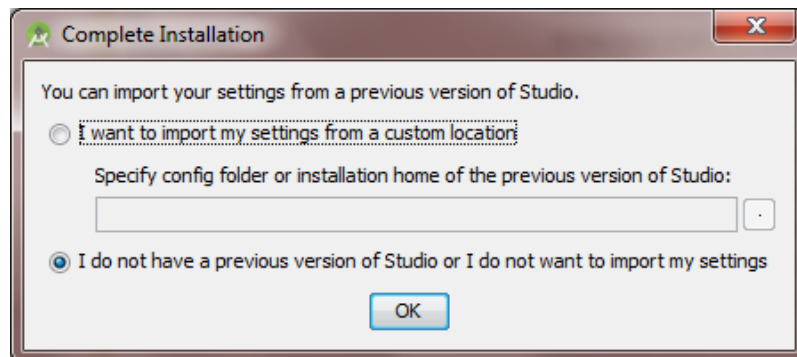 Complete Installation
You can import your settings from a previous version of Studio.
I want to import my settings from a custom location
Specify config folder or installation home of the previous version of Studio:
.
I do not have a previous version of Studio or I do not want to import my settings
OK